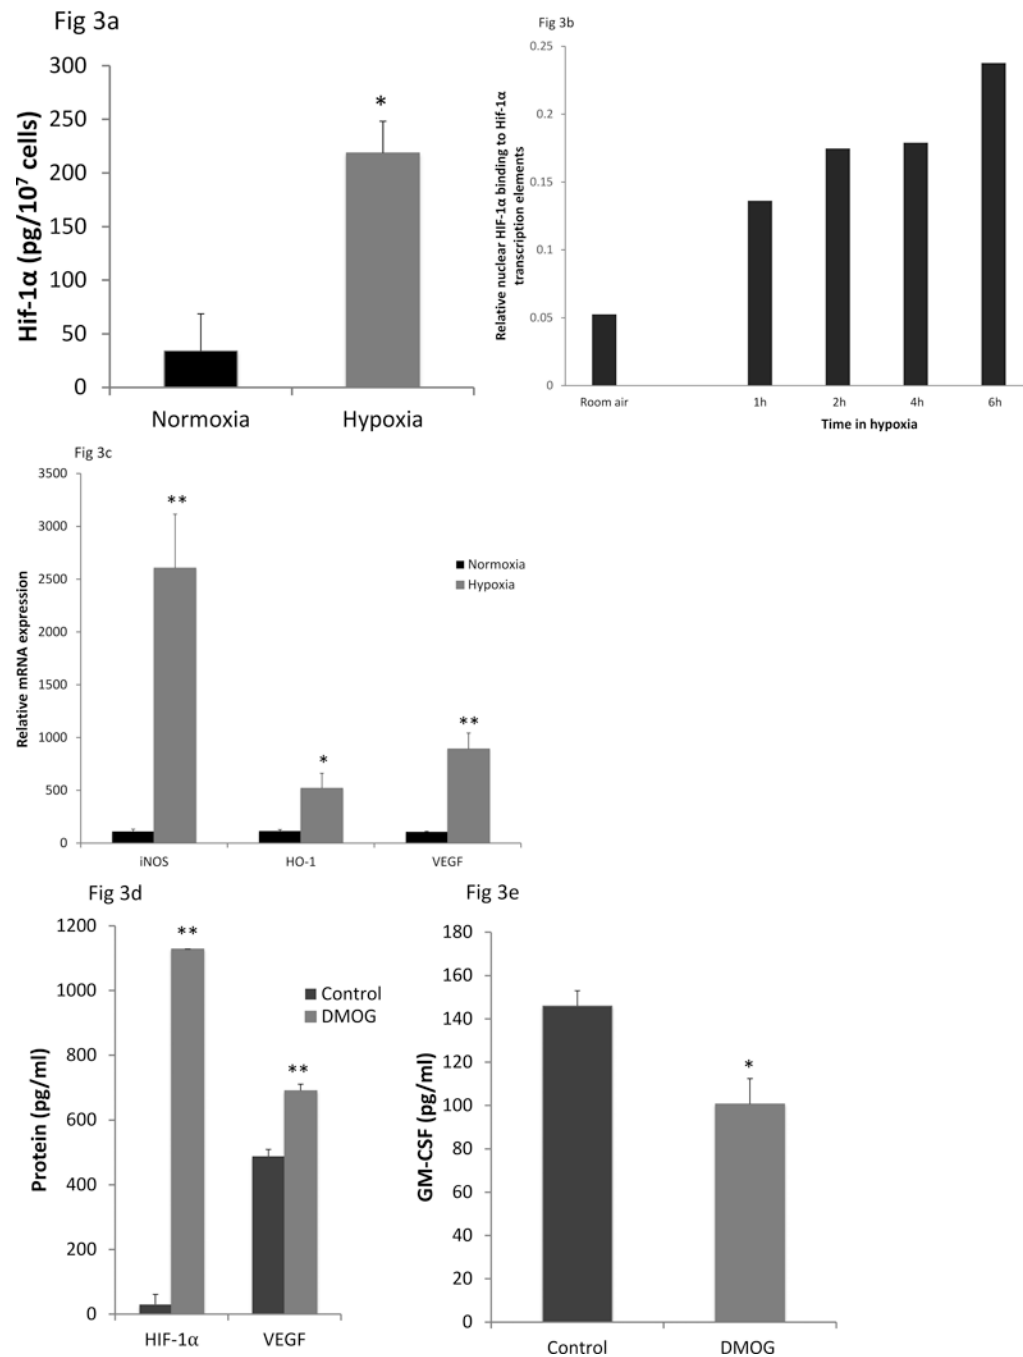 Fig 3a
300
250
200
150
100
50
0
Hif-1α (pg/10⁷ cells)
*
Normoxia
Hypoxia
Fig 3b
0.25
0.2
0.15
0.1
0.05
0
Relative nuclear HIF-1α binding to Hif-1α
transcription elements
Room air
1h
2h
4h
6h
Time in hypoxia
Fig 3c
3500
3000
2500
2000
1500
1000
500
0
Relative mRNA expression
**
*
**
Normoxia
Hypoxia
iNOS
HO-1
VEGF
Fig 3d
1200
1000
800
600
400
200
0
Protein (pg/ml)
**
**
Control
DMOG
HIF-1α
VEGF
Fig 3e
180
160
140
120
100
80
60
40
20
0
GM-CSF (pg/ml)
*
Control
DMOG